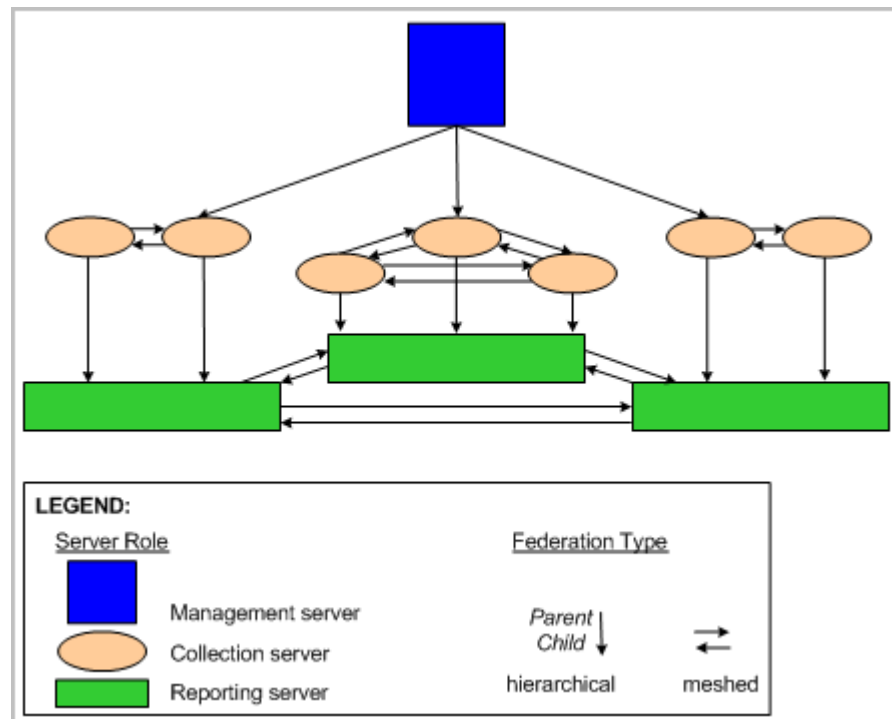 LEGEND:
Server Role
Federation Type
Management server
Collection server
Reporting server
Parent
Child
hierarchical
meshed